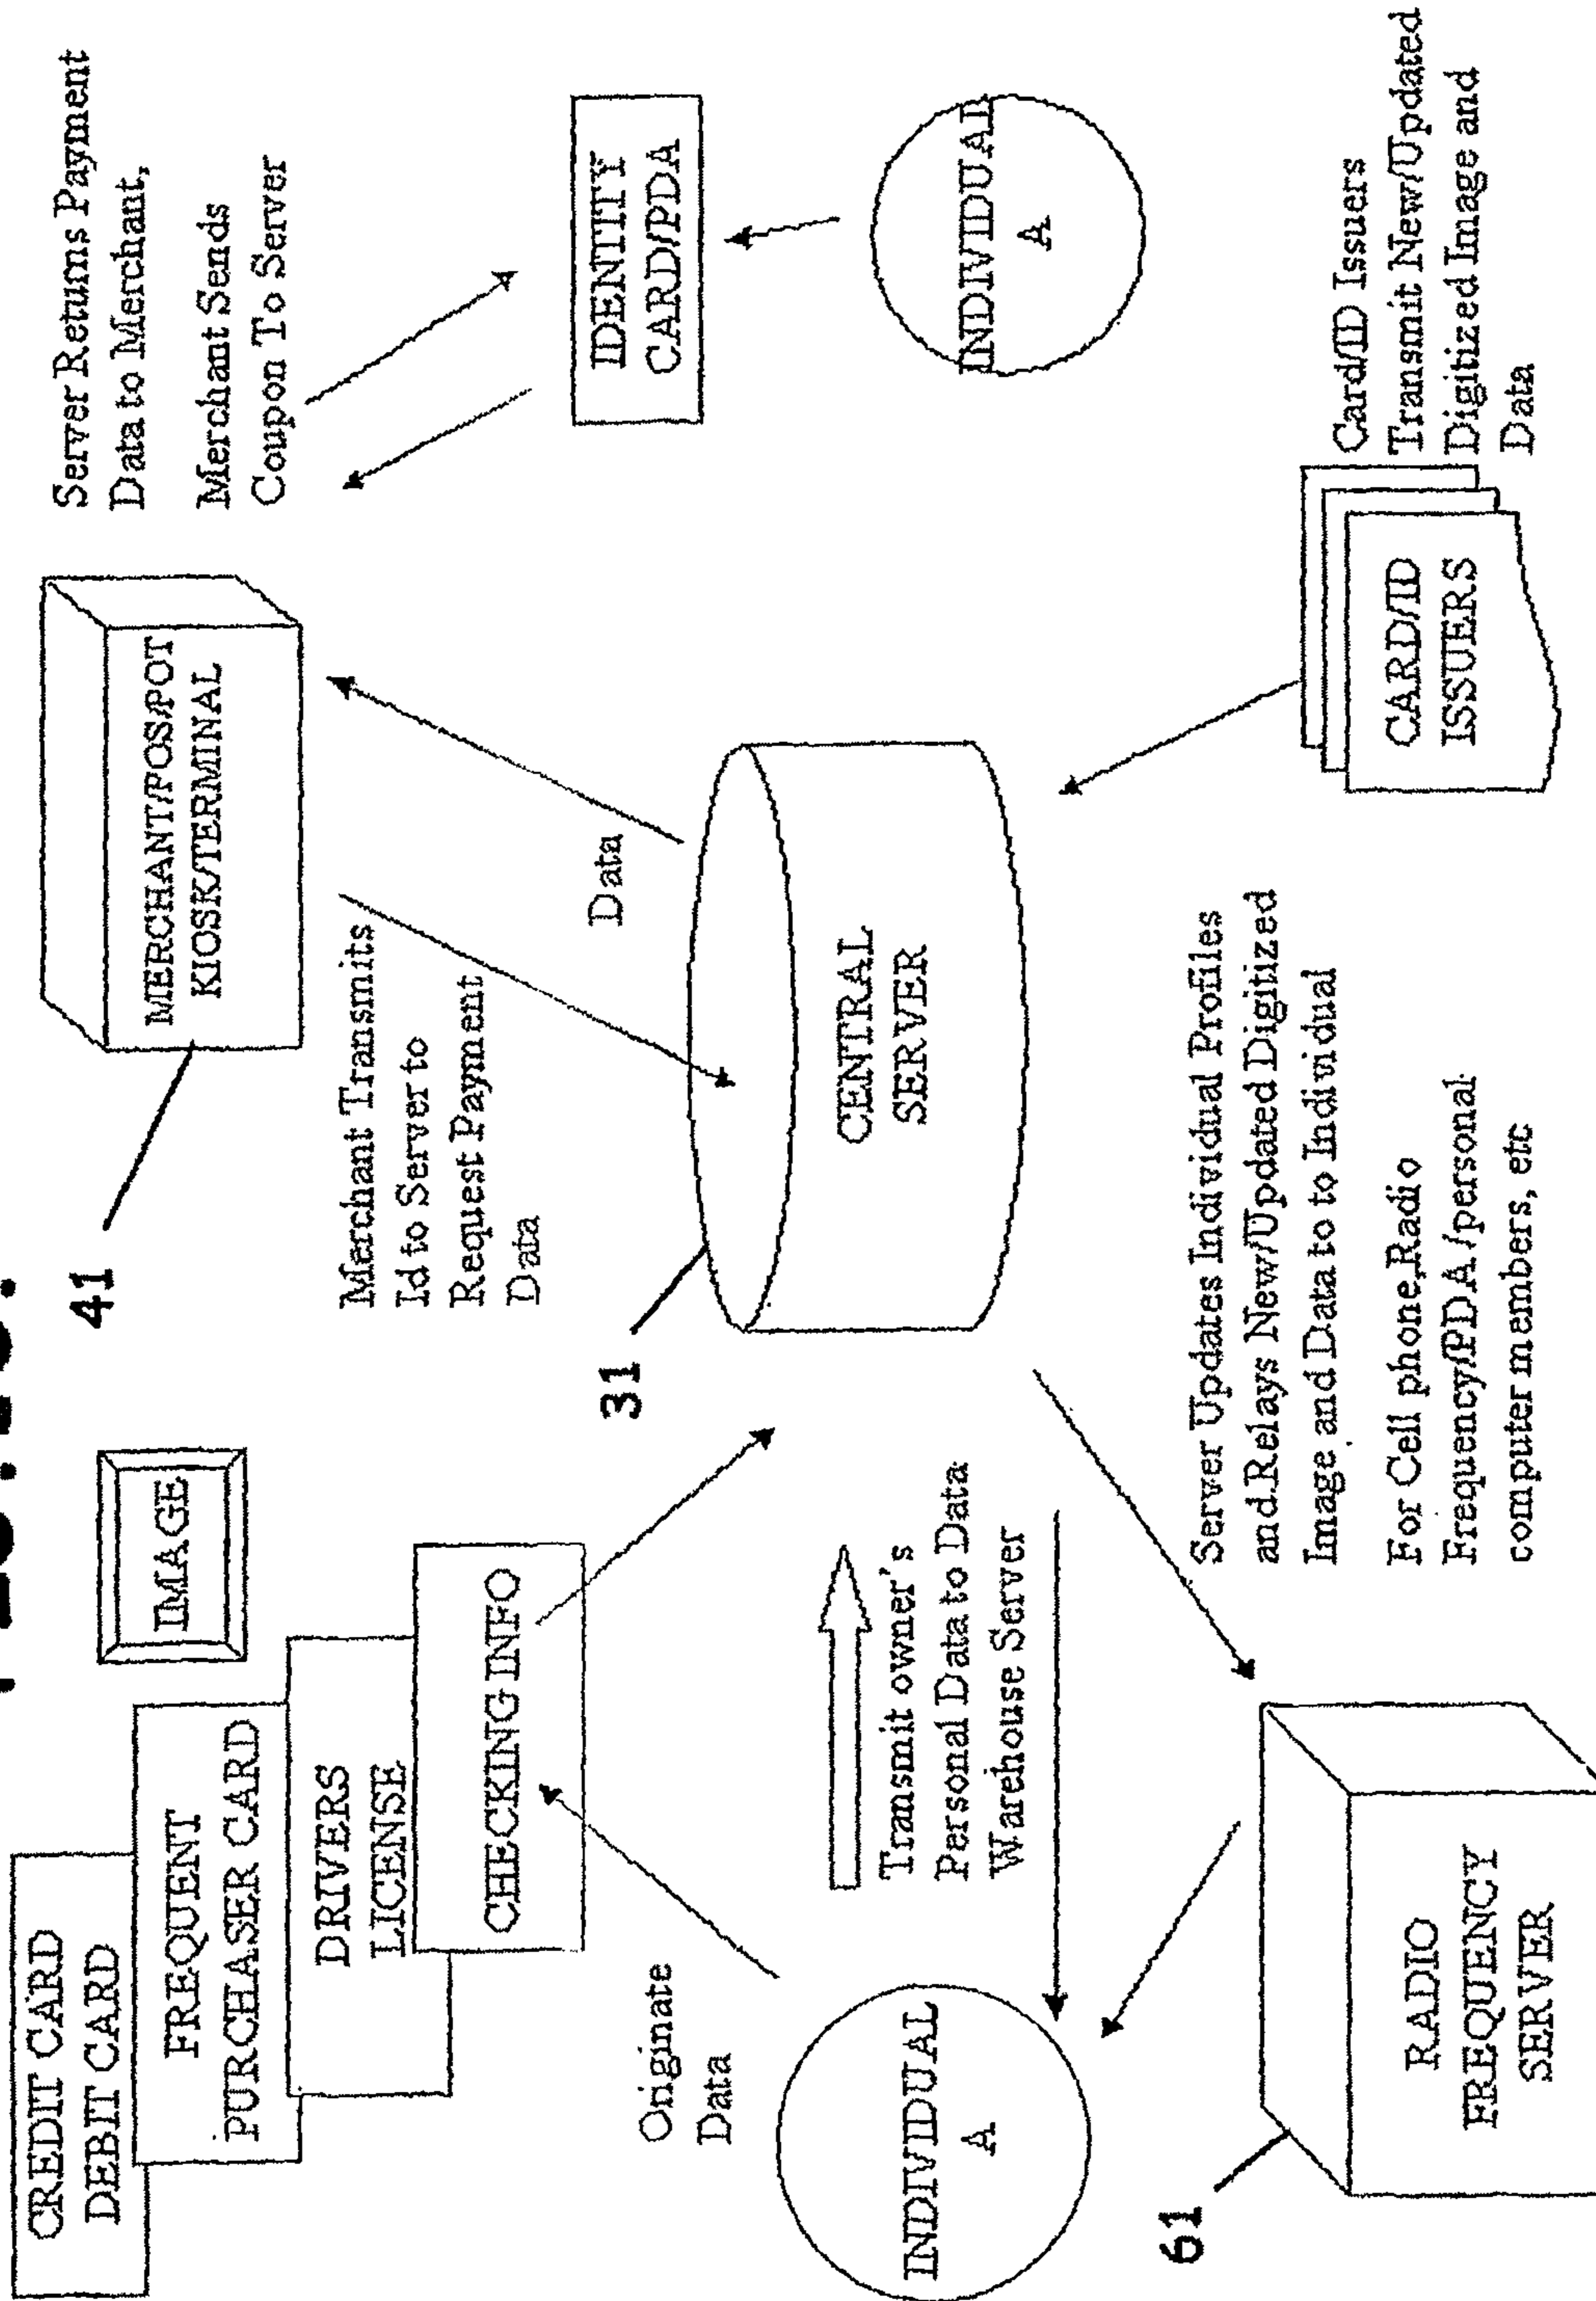 41
CREDIT CARD
DEBIT CARD
FREQUENT
PURCHASER CARD
DRIVERS
LICENSE
CHECKING INFO
IMAGE
MERCHANT/POS/POT
KIOSK/TERMINAL
Server Returns Payment
Data to Merchant,
Merchant Sends
Coupon To Server
Merchant Transmits
Id to Server to
Request Payment
Data
Data
IDENTITY
CARD/PDA
INDIVIDUAL
A
31
CENTRAL
SERVER
Originate
Data
Transmit owner's
Personal Data to Data
Warehouse Server
INDIVIDUAL
A
61
RADIO
FREQUENCY
SERVER
Server Updates Individual Profiles
and Relays New/Updated Digitized
Image and Data to to Individual
For Cell phone,Radio
Frequency/PDA/personal
computer members, etc
CARD/ID
ISSUERS
Card/ID Issuers
Transmit New/Updated
Digitized Image and
Data